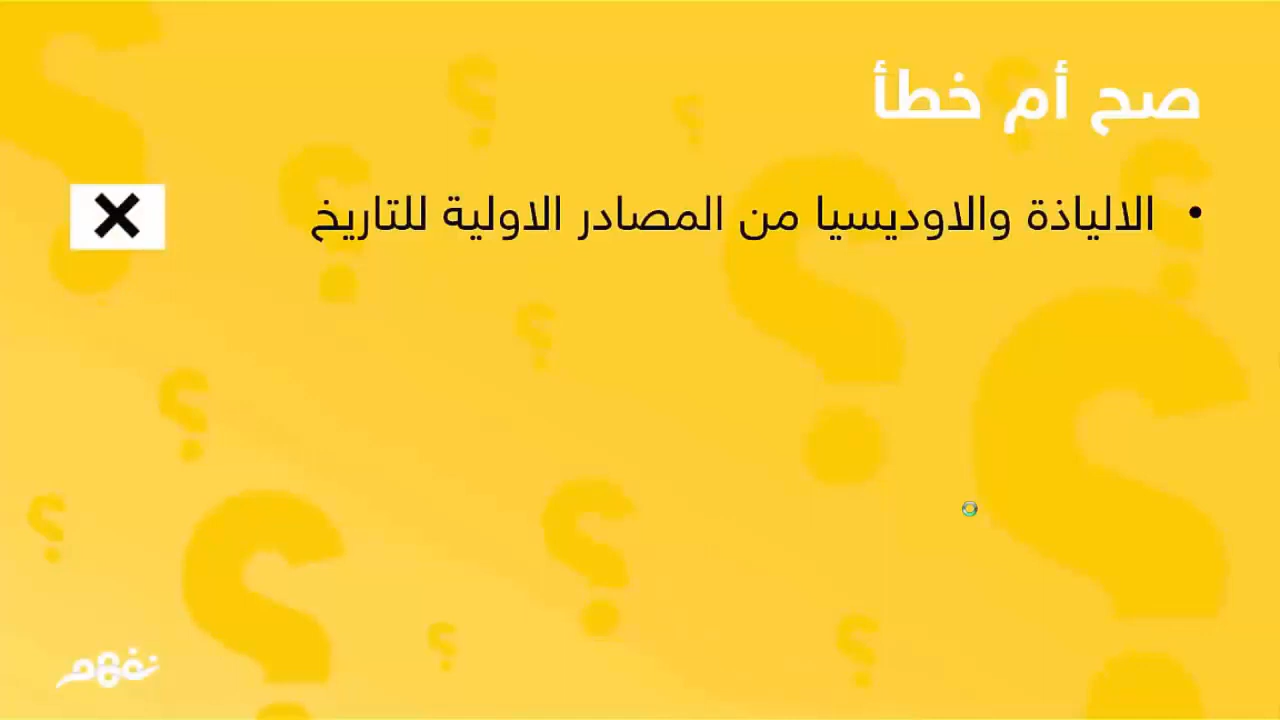 صح أم خطأ
• الالياذة والاوديسيا من المصادر الاولية للتاريخ
نفهم